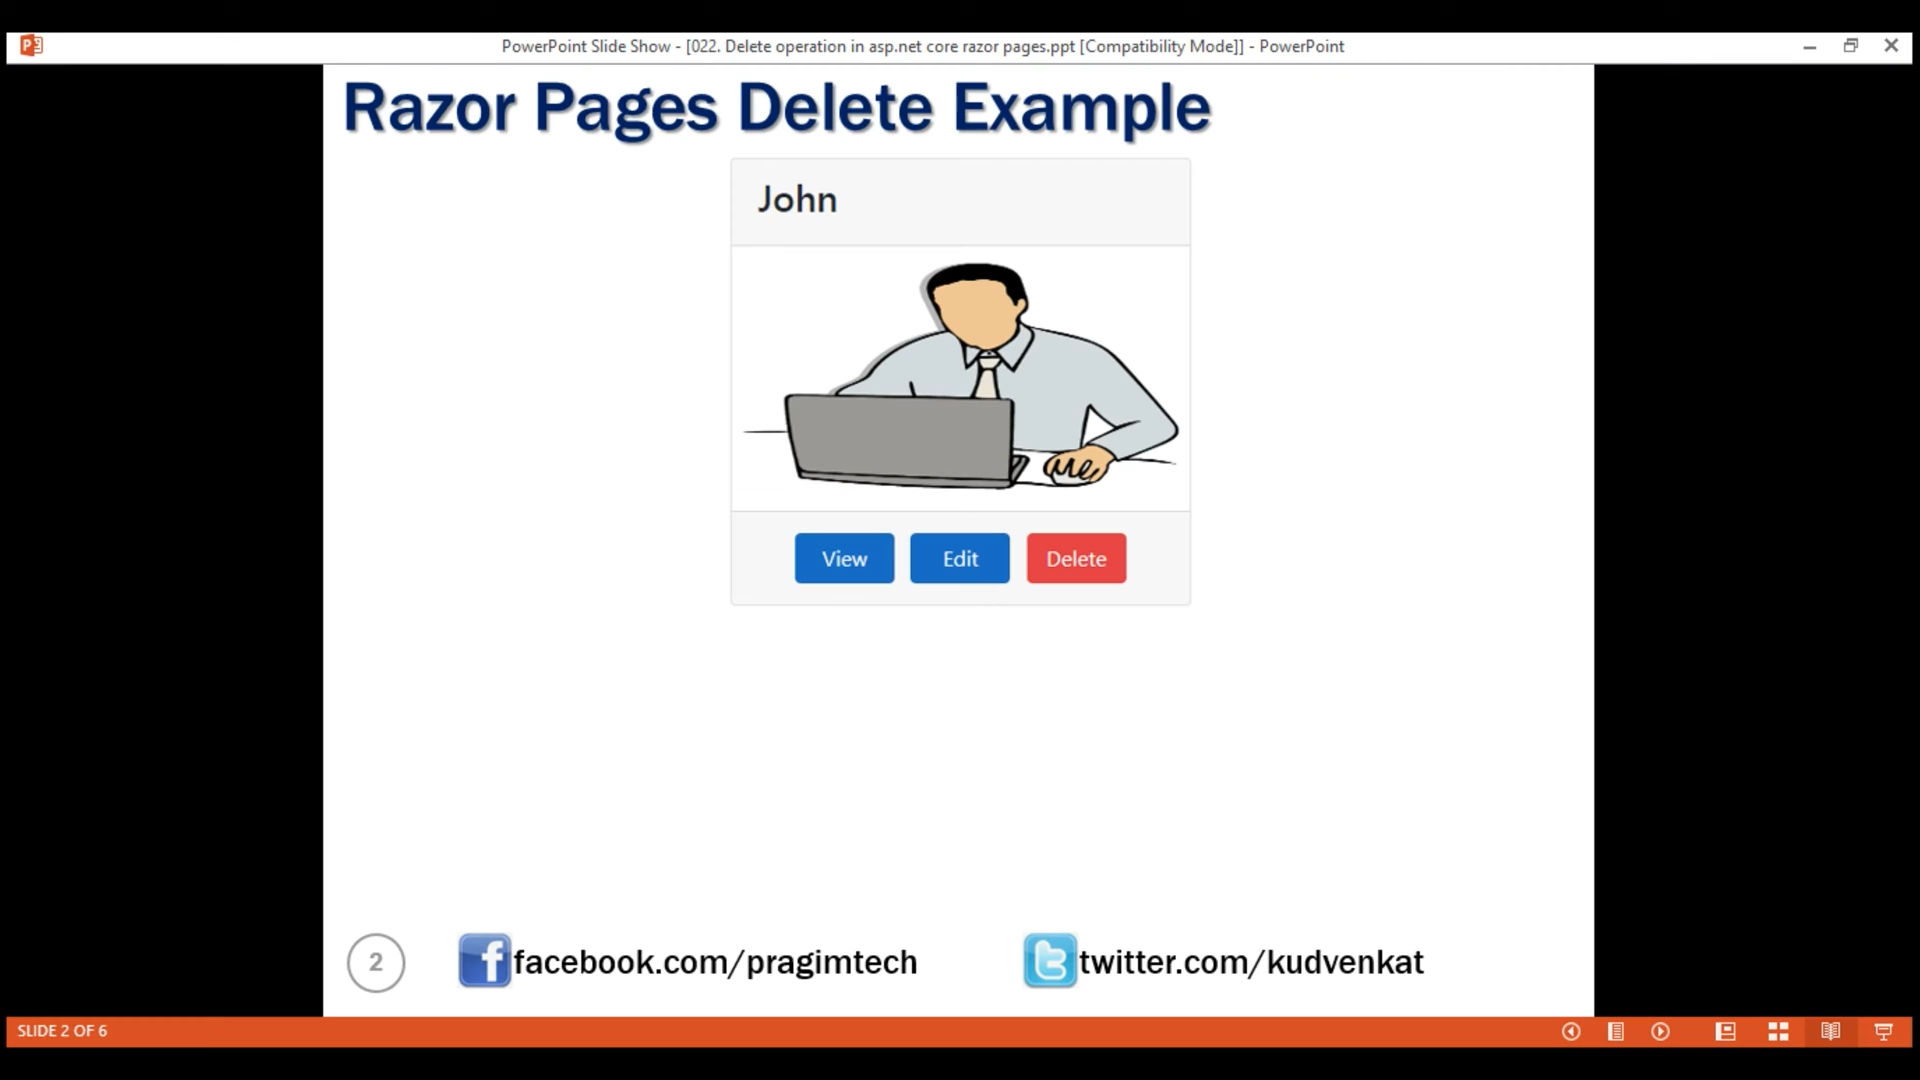 PowerPoint Slide Show - [022. Delete operation in asp.net core razor pages.ppt [Compatibility Mode]] - PowerPoint
Razor Pages Delete Example
John
View Edit Delete
2 facebook.com/pragimtech twitter.com/kudvenkat
SLIDE 2 OF 6